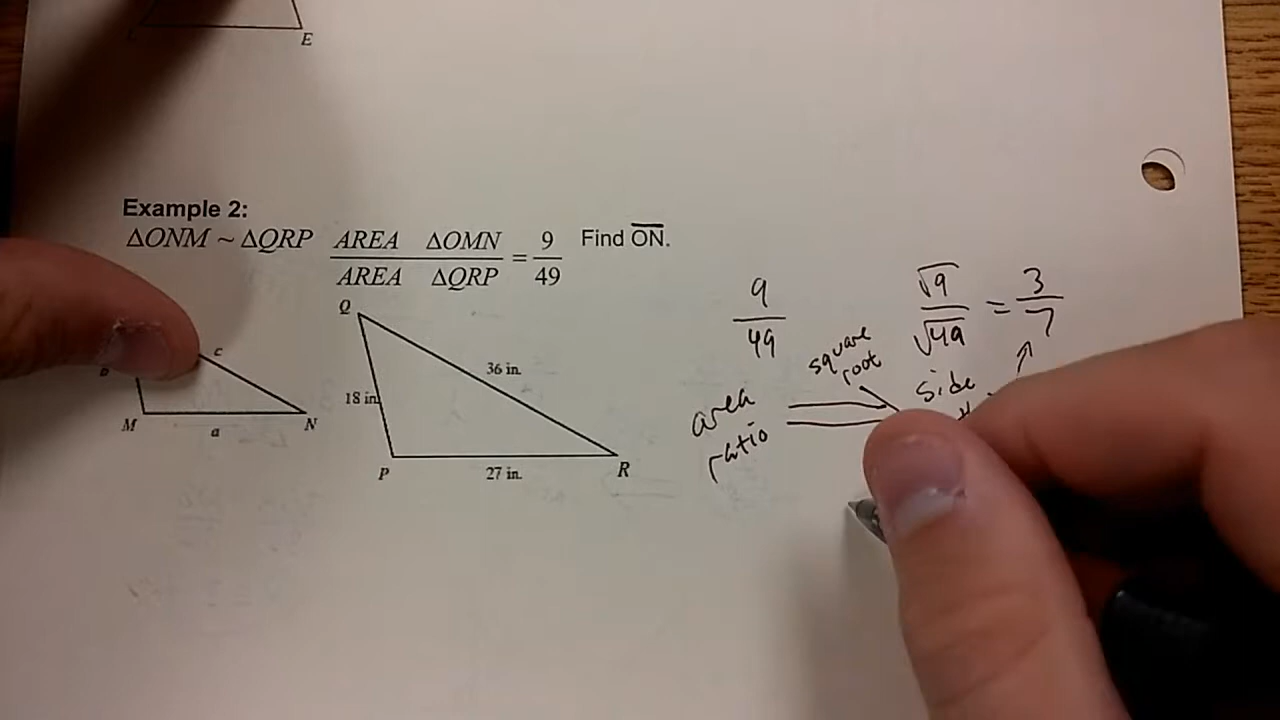 E
Example 2:
ΔONM ~ ΔQRP AREA ΔOMN / AREA ΔQRP = 9/49 Find ON.
Q
36 in.
18 in.
c
M
a
N
P
27 in.
R
9/49
√9/√49 = 3/7
square
root
area
ratio
side